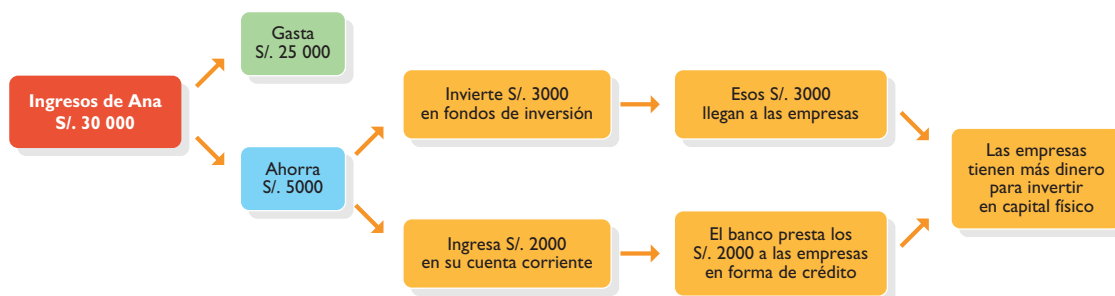 Ingresos de Ana
S/. 30 000
Gasta
S/. 25 000
Ahorra
S/. 5000
Invierte S/. 3000
en fondos de inversión
Esos S/. 3000
llegan a las empresas
Ingresa S/. 2000
en su cuenta corriente
El banco presta los
S/. 2000 a las empresas
en forma de crédito
Las empresas
tienen más dinero
para invertir
en capital físico